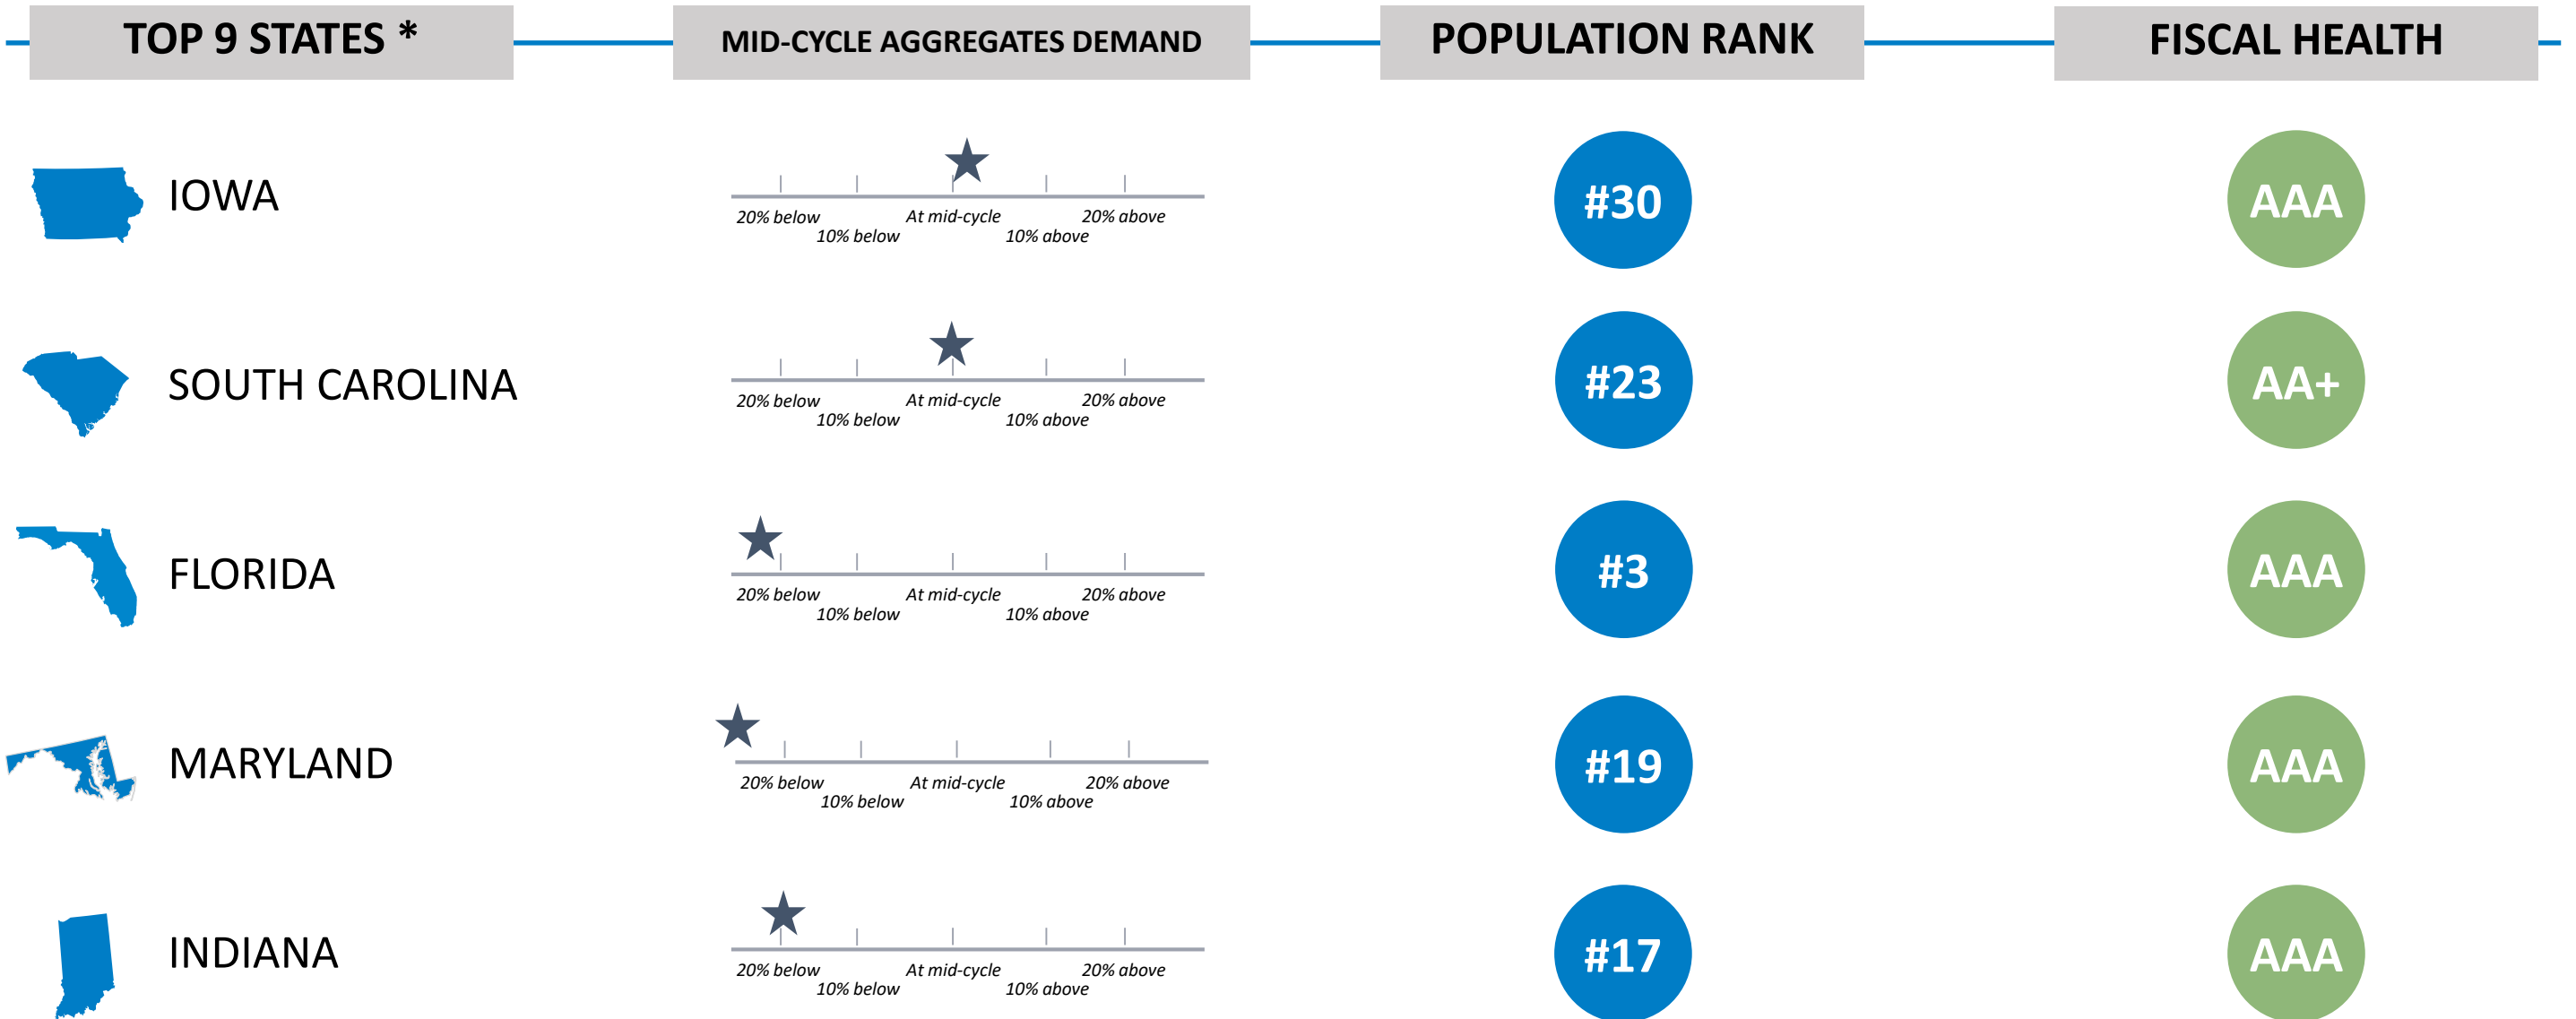 TOP 9 STATES *
MID-CYCLE AGGREGATES DEMAND
POPULATION RANK
FISCAL HEALTH
IOWA
20% below
10% below
At mid-cycle
10% above
20% above
#30
AAA
SOUTH CAROLINA
20% below
10% below
At mid-cycle
10% above
20% above
#23
AA+
FLORIDA
20% below
10% below
At mid-cycle
10% above
20% above
#3
AAA
MARYLAND
20% below
10% below
At mid-cycle
10% above
20% above
#19
AAA
INDIANA
20% below
10% below
At mid-cycle
10% above
20% above
#17
AAA